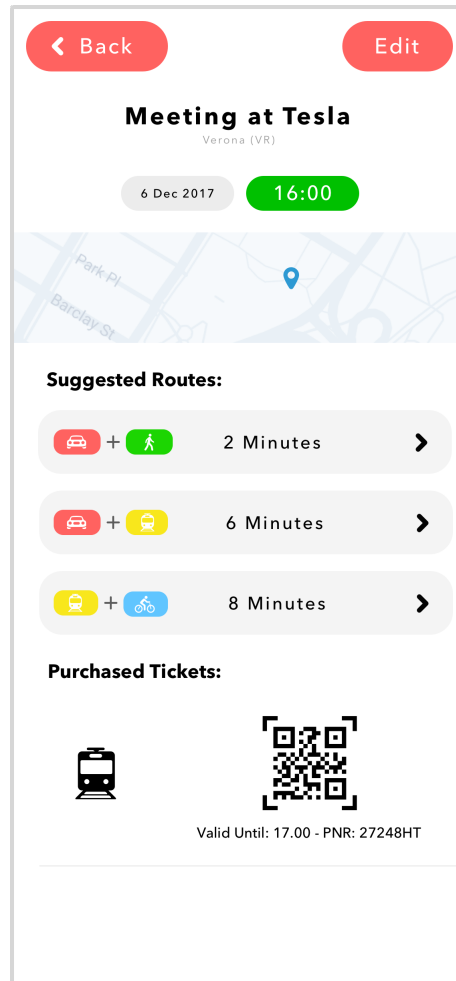 Back
Edit
Meeting at Tesla
Verona (VR)
6 Dec 2017
16:00
Park Pl
Barclay St
Suggested Routes:
+ 2 Minutes
+ 6 Minutes
+ 8 Minutes
Purchased Tickets:
Valid Until: 17.00 - PNR: 27248HT